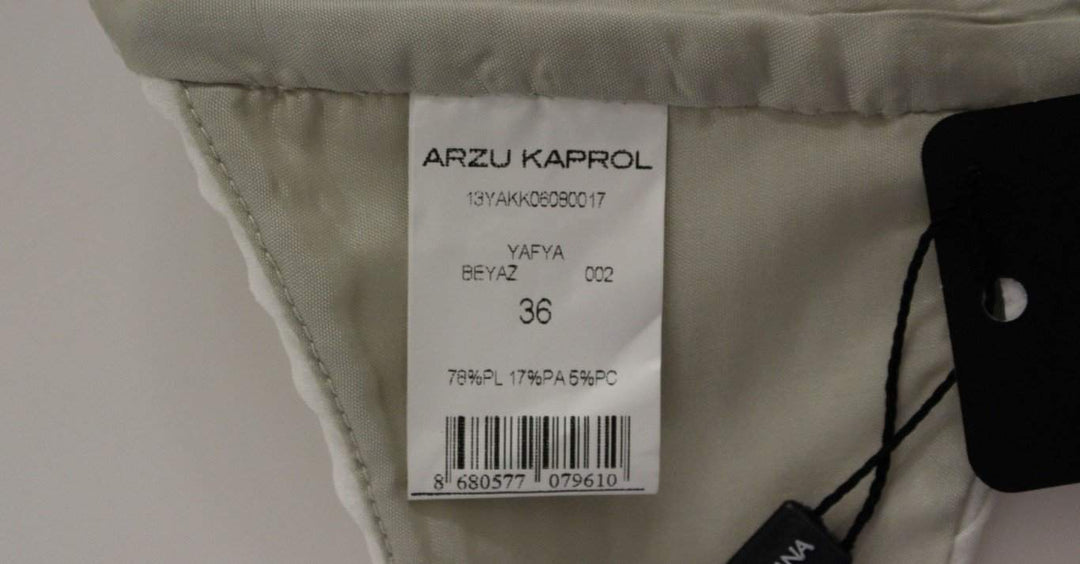 ARZU KAPROL
13YAKK06080017
YAFYA
BEYAZ 002
36
78%PL 17%PA 5%PC
8 680577 079610